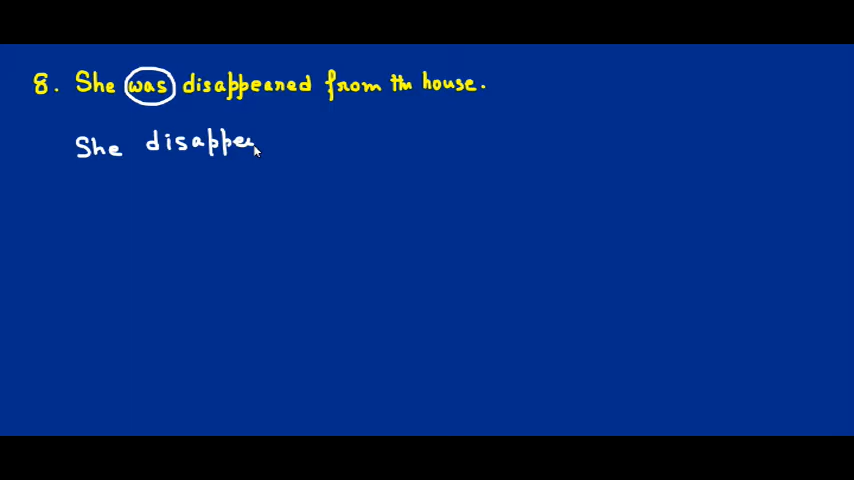 8. She was disappeared from the house.
She disappe